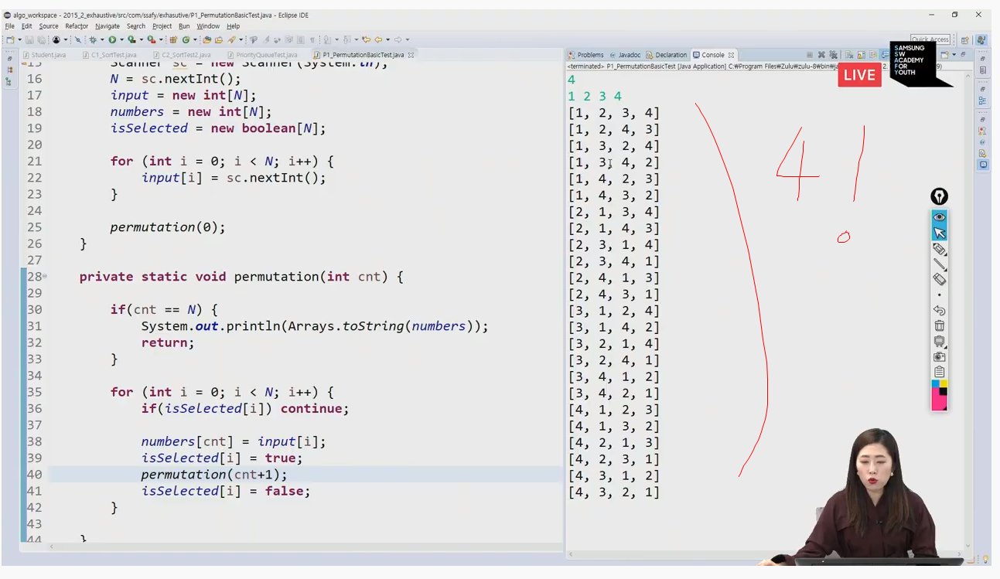 algo_workspace - 2015_2_exhaustive/src/com/ssafy/exhasutive/P1_PermutationBasicTest.java - Eclipse IDE
File Edit Source Refactor Navigate Search Project Run Window Help
Quick Access
Student.java C1_SortTest.java C2_SortTest2.java PriorityQueueTest.java P1_PermutationBasicTest.java
15 Scanner sc = new Scanner(System.in);
16 N = sc.nextInt();
17 input = new int[N];
18 numbers = new int[N];
19 isSelected = new boolean[N];
20
21 for (int i = 0; i < N; i++) {
22 input[i] = sc.nextInt();
23 }
24
25 permutation(0);
26 }
27
28 private static void permutation(int cnt) {
29
30 if(cnt == N) {
31 System.out.println(Arrays.toString(numbers));
32 return;
33 }
34
35 for (int i = 0; i < N; i++) {
36 if(isSelected[i]) continue;
37
38 numbers[cnt] = input[i];
39 isSelected[i] = true;
40 permutation(cnt+1);
41 isSelected[i] = false;
42 }
43
44 }
Problems Javadoc Declaration Console
<terminated> P1_PermutationBasicTest [Java Application] C:₩Program Files₩Zulu₩zulu-8₩bin₩ja
4
1 2 3 4
[1, 2, 3, 4]
[1, 2, 4, 3]
[1, 3, 2, 4]
[1, 3, 4, 2]
[1, 4, 2, 3]
[1, 4, 3, 2]
[2, 1, 3, 4]
[2, 1, 4, 3]
[2, 3, 1, 4]
[2, 3, 4, 1]
[2, 4, 1, 3]
[2, 4, 3, 1]
[3, 1, 2, 4]
[3, 1, 4, 2]
[3, 2, 1, 4]
[3, 2, 4, 1]
[3, 4, 1, 2]
[3, 4, 2, 1]
[4, 1, 2, 3]
[4, 1, 3, 2]
[4, 2, 1, 3]
[4, 2, 3, 1]
[4, 3, 1, 2]
[4, 3, 2, 1]
4!
LIVE
SAMSUNG
SW
ACADEMY
FOR
YOUTH